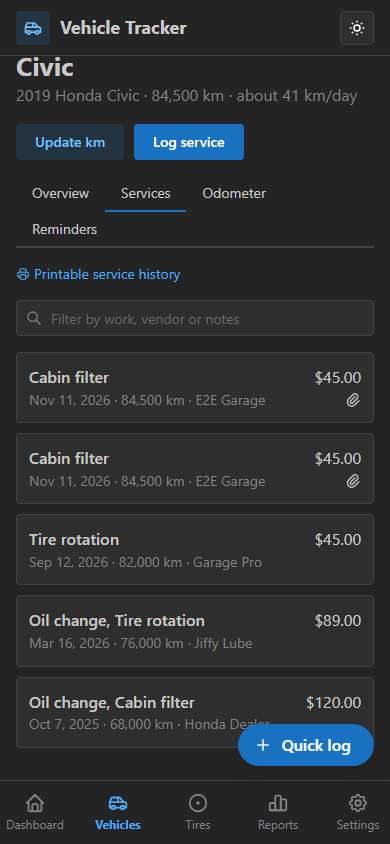 Vehicle Tracker
Civic
2019 Honda Civic · 84,500 km · about 41 km/day
Update km
Log service
Overview
Services
Odometer
Reminders
Printable service history
Filter by work, vendor or notes
Cabin filter
$45.00
Nov 11, 2026 · 84,500 km · E2E Garage
Cabin filter
$45.00
Nov 11, 2026 · 84,500 km · E2E Garage
Tire rotation
$45.00
Sep 12, 2026 · 82,000 km · Garage Pro
Oil change, Tire rotation
$89.00
Mar 16, 2026 · 76,000 km · Jiffy Lube
Oil change, Cabin filter
$120.00
Oct 7, 2025 · 68,000 km · Honda Dealer
Quick log
Dashboard
Vehicles
Tires
Reports
Settings